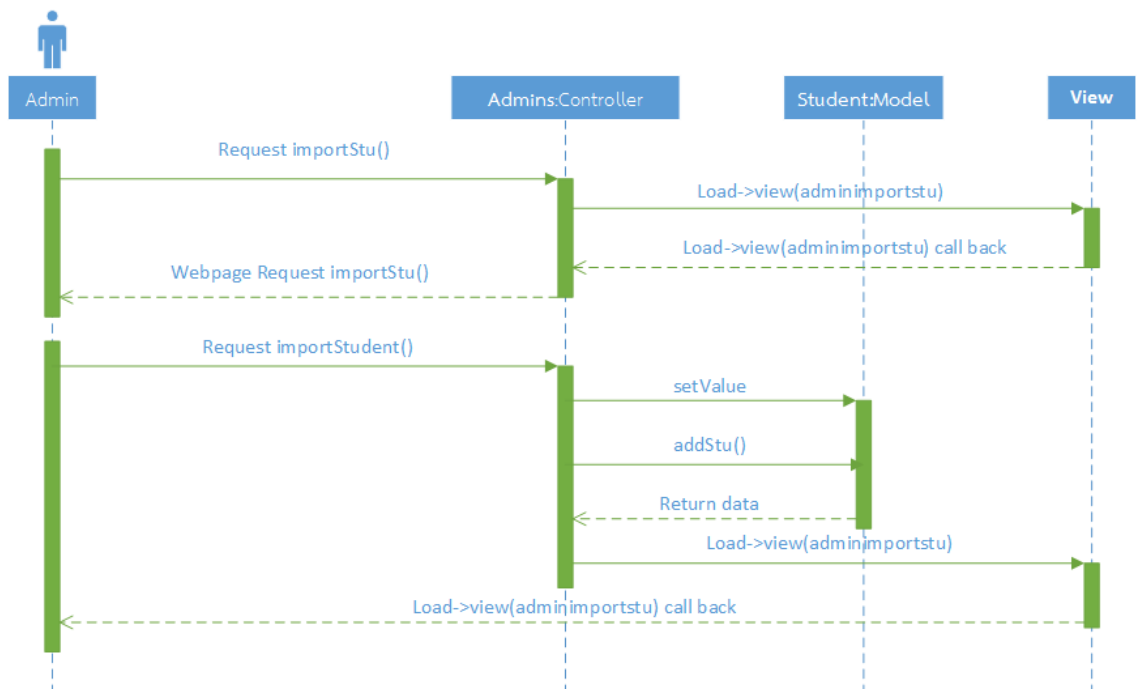 Admin
Admins:Controller
Student:Model
View
Request importStu()
Load->view(adminimportstu)
Load->view(adminimportstu) call back
Webpage Request importStu()
Request importStudent()
setValue
addStu()
Return data
Load->view(adminimportstu)
Load->view(adminimportstu) call back